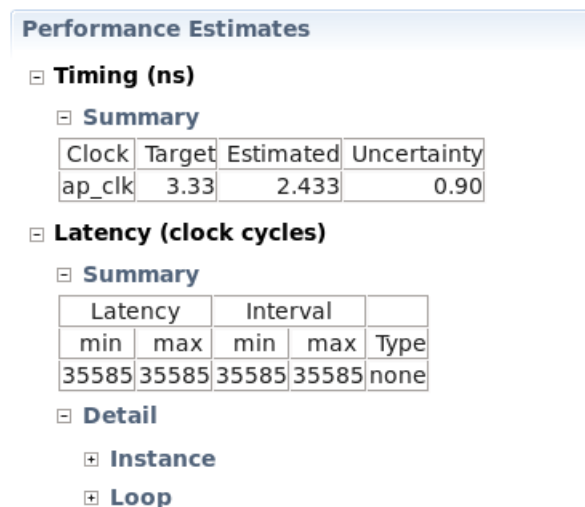 Performance Estimates
Timing (ns)
Summary
Clock Target Estimated Uncertainty
ap_clk 3.33 2.433 0.90
Latency (clock cycles)
Summary
Latency Interval
min max min max Type
35585 35585 35585 35585 none
Detail
Instance
Loop